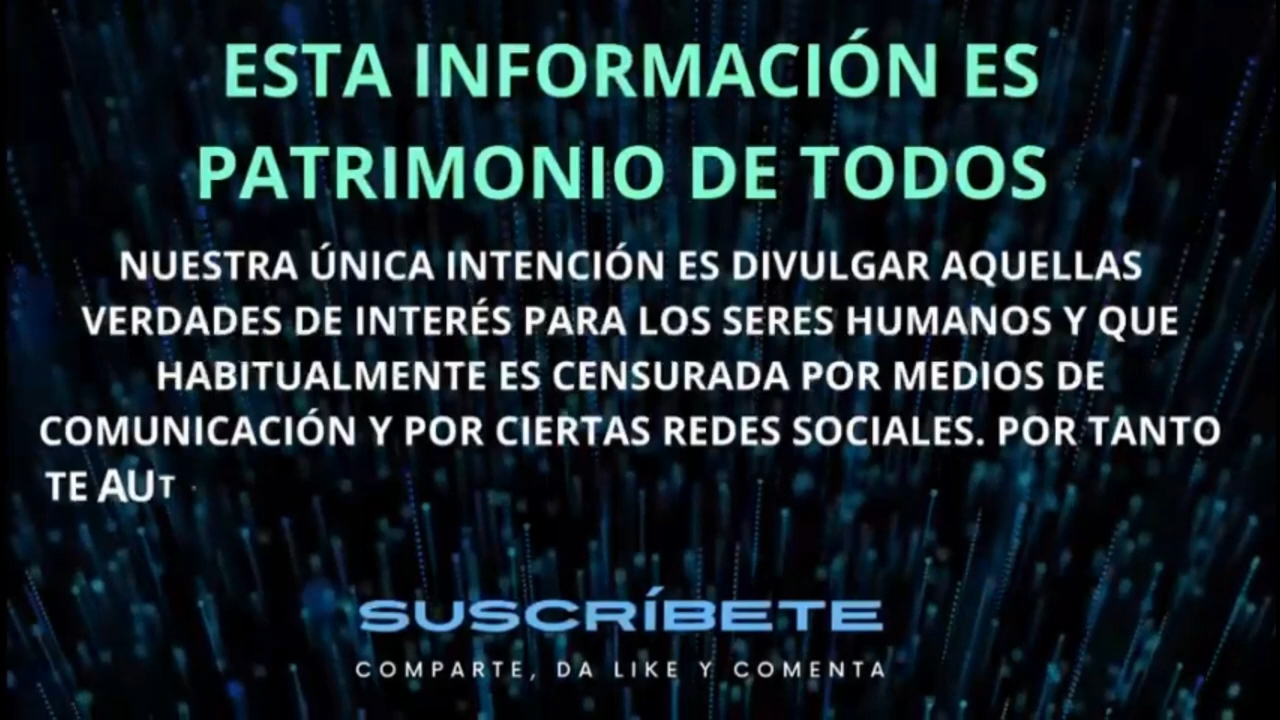 ESTA INFORMACIÓN ES
PATRIMONIO DE TODOS
NUESTRA ÚNICA INTENCIÓN ES DIVULGAR AQUELLAS
VERDADES DE INTERÉS PARA LOS SERES HUMANOS Y QUE
HABITUALMENTE ES CENSURADA POR MEDIOS DE
COMUNICACIÓN Y POR CIERTAS REDES SOCIALES. POR TANTO
TE AUT
SUSCRÍBETE
COMPARTE, DA LIKE Y COMENTA